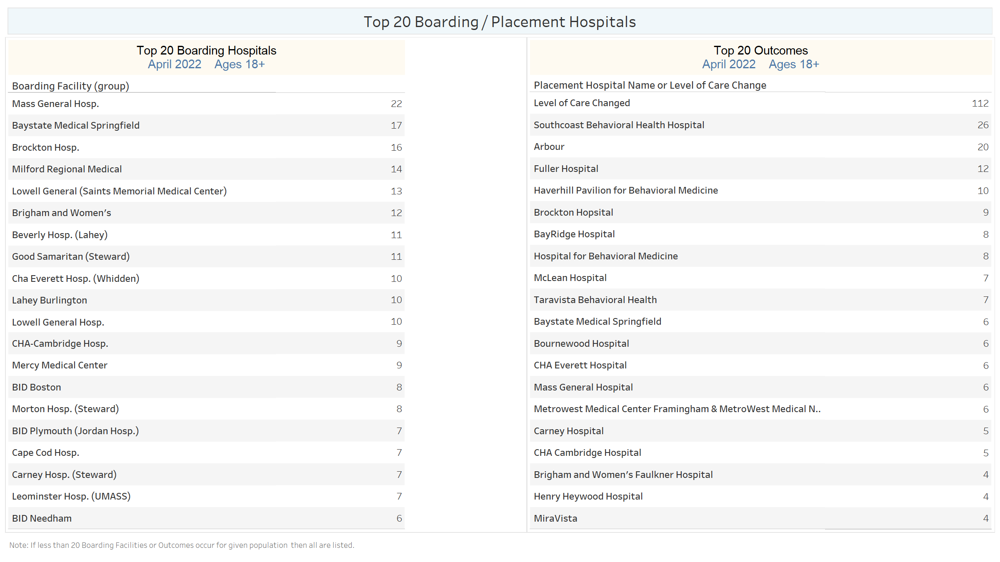 Top 20 Boarding / Placement Hospitals
Top 20 Boarding Hospitals
April 2022 Ages 18+
Boarding Facility (group)
Mass General Hosp. 22
Baystate Medical Springfield 17
Brockton Hosp. 16
Milford Regional Medical 14
Lowell General (Saints Memorial Medical Center) 13
Brigham and Women's 12
Beverly Hosp. (Lahey) 11
Good Samaritan (Steward) 11
Cha Everett Hosp. (Whidden) 10
Lahey Burlington 10
Lowell General Hosp. 10
CHA-Cambridge Hosp. 9
Mercy Medical Center 9
BID Boston 8
Morton Hosp. (Steward) 8
BID Plymouth (Jordan Hosp.) 7
Cape Cod Hosp. 7
Carney Hosp. (Steward) 7
Leominster Hosp. (UMASS) 7
BID Needham 6
Top 20 Outcomes
April 2022 Ages 18+
Placement Hospital Name or Level of Care Change
Level of Care Changed 112
Southcoast Behavioral Health Hospital 26
Arbour 20
Fuller Hospital 12
Haverhill Pavilion for Behavioral Medicine 10
Brockton Hopsital 9
BayRidge Hospital 8
Hospital for Behavioral Medicine 8
McLean Hospital 7
Taravista Behavioral Health 7
Baystate Medical Springfield 6
Bournewood Hospital 6
CHA Everett Hospital 6
Mass General Hospital 6
Metrowest Medical Center Framingham & MetroWest Medical N.. 6
Carney Hospital 5
CHA Cambridge Hospital 5
Brigham and Women's Faulkner Hospital 4
Henry Heywood Hospital 4
MiraVista 4
Note: If less than 20 Boarding Facilities or Outcomes occur for given population then all are listed.